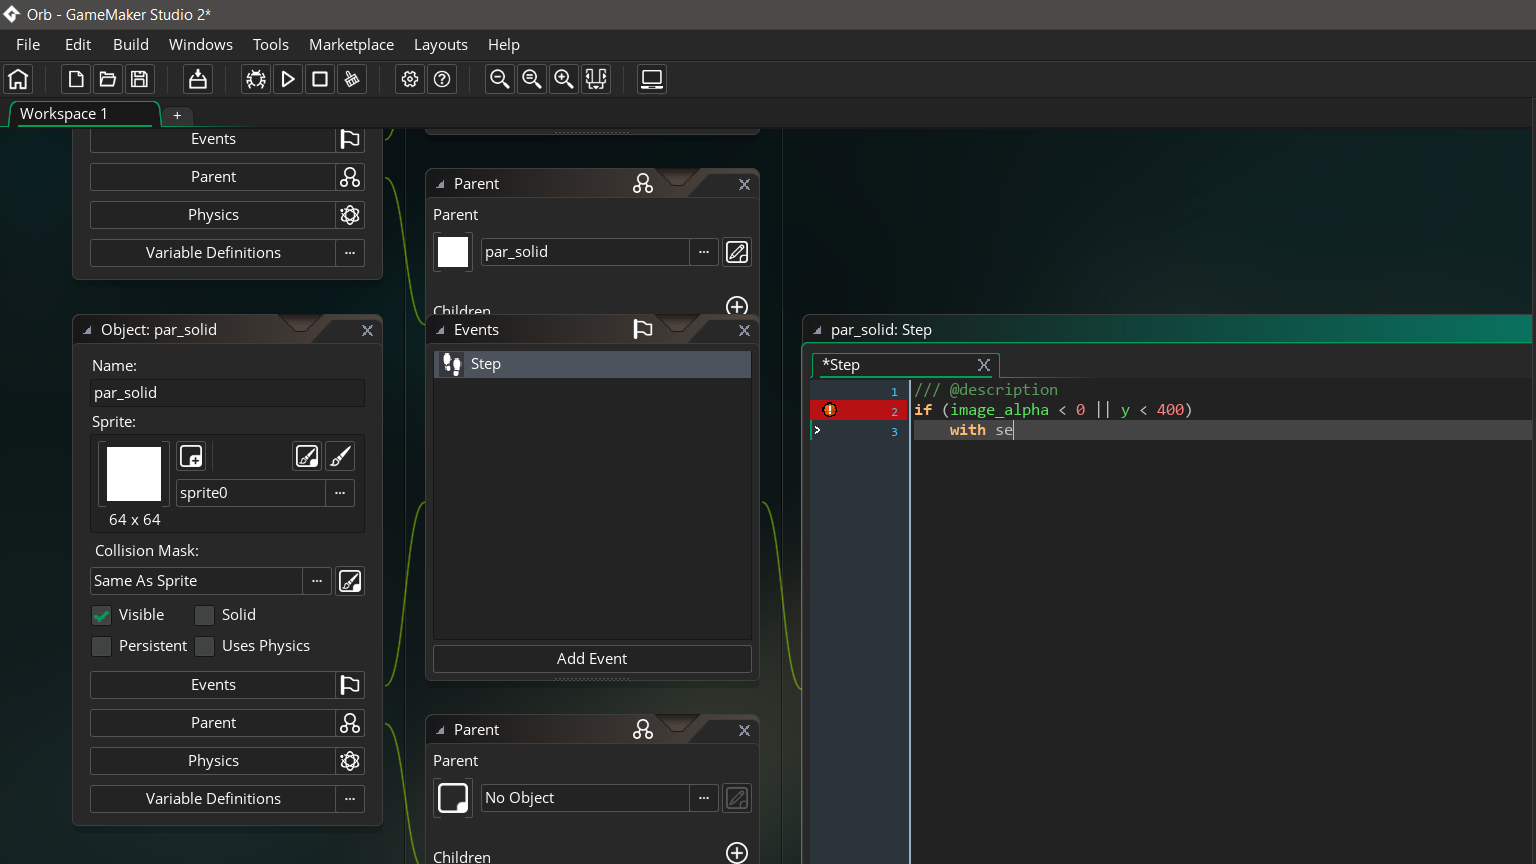 Orb - GameMaker Studio 2*
File Edit Build Windows Tools Marketplace Layouts Help
Workspace 1 +
Events
Parent
Physics
Variable Definitions ...
Parent
Parent
par_solid ...
Children
Object: par_solid
Name:
par_solid
Sprite:
sprite0 ...
64 x 64
Collision Mask:
Same As Sprite ...
Visible Solid
Persistent Uses Physics
Events
Parent
Physics
Variable Definitions ...
Events
Step
Add Event
Parent
Parent
No Object ...
Children
par_solid: Step
*Step
1 /// @description
2 if (image_alpha < 0 || y < 400)
3 with se